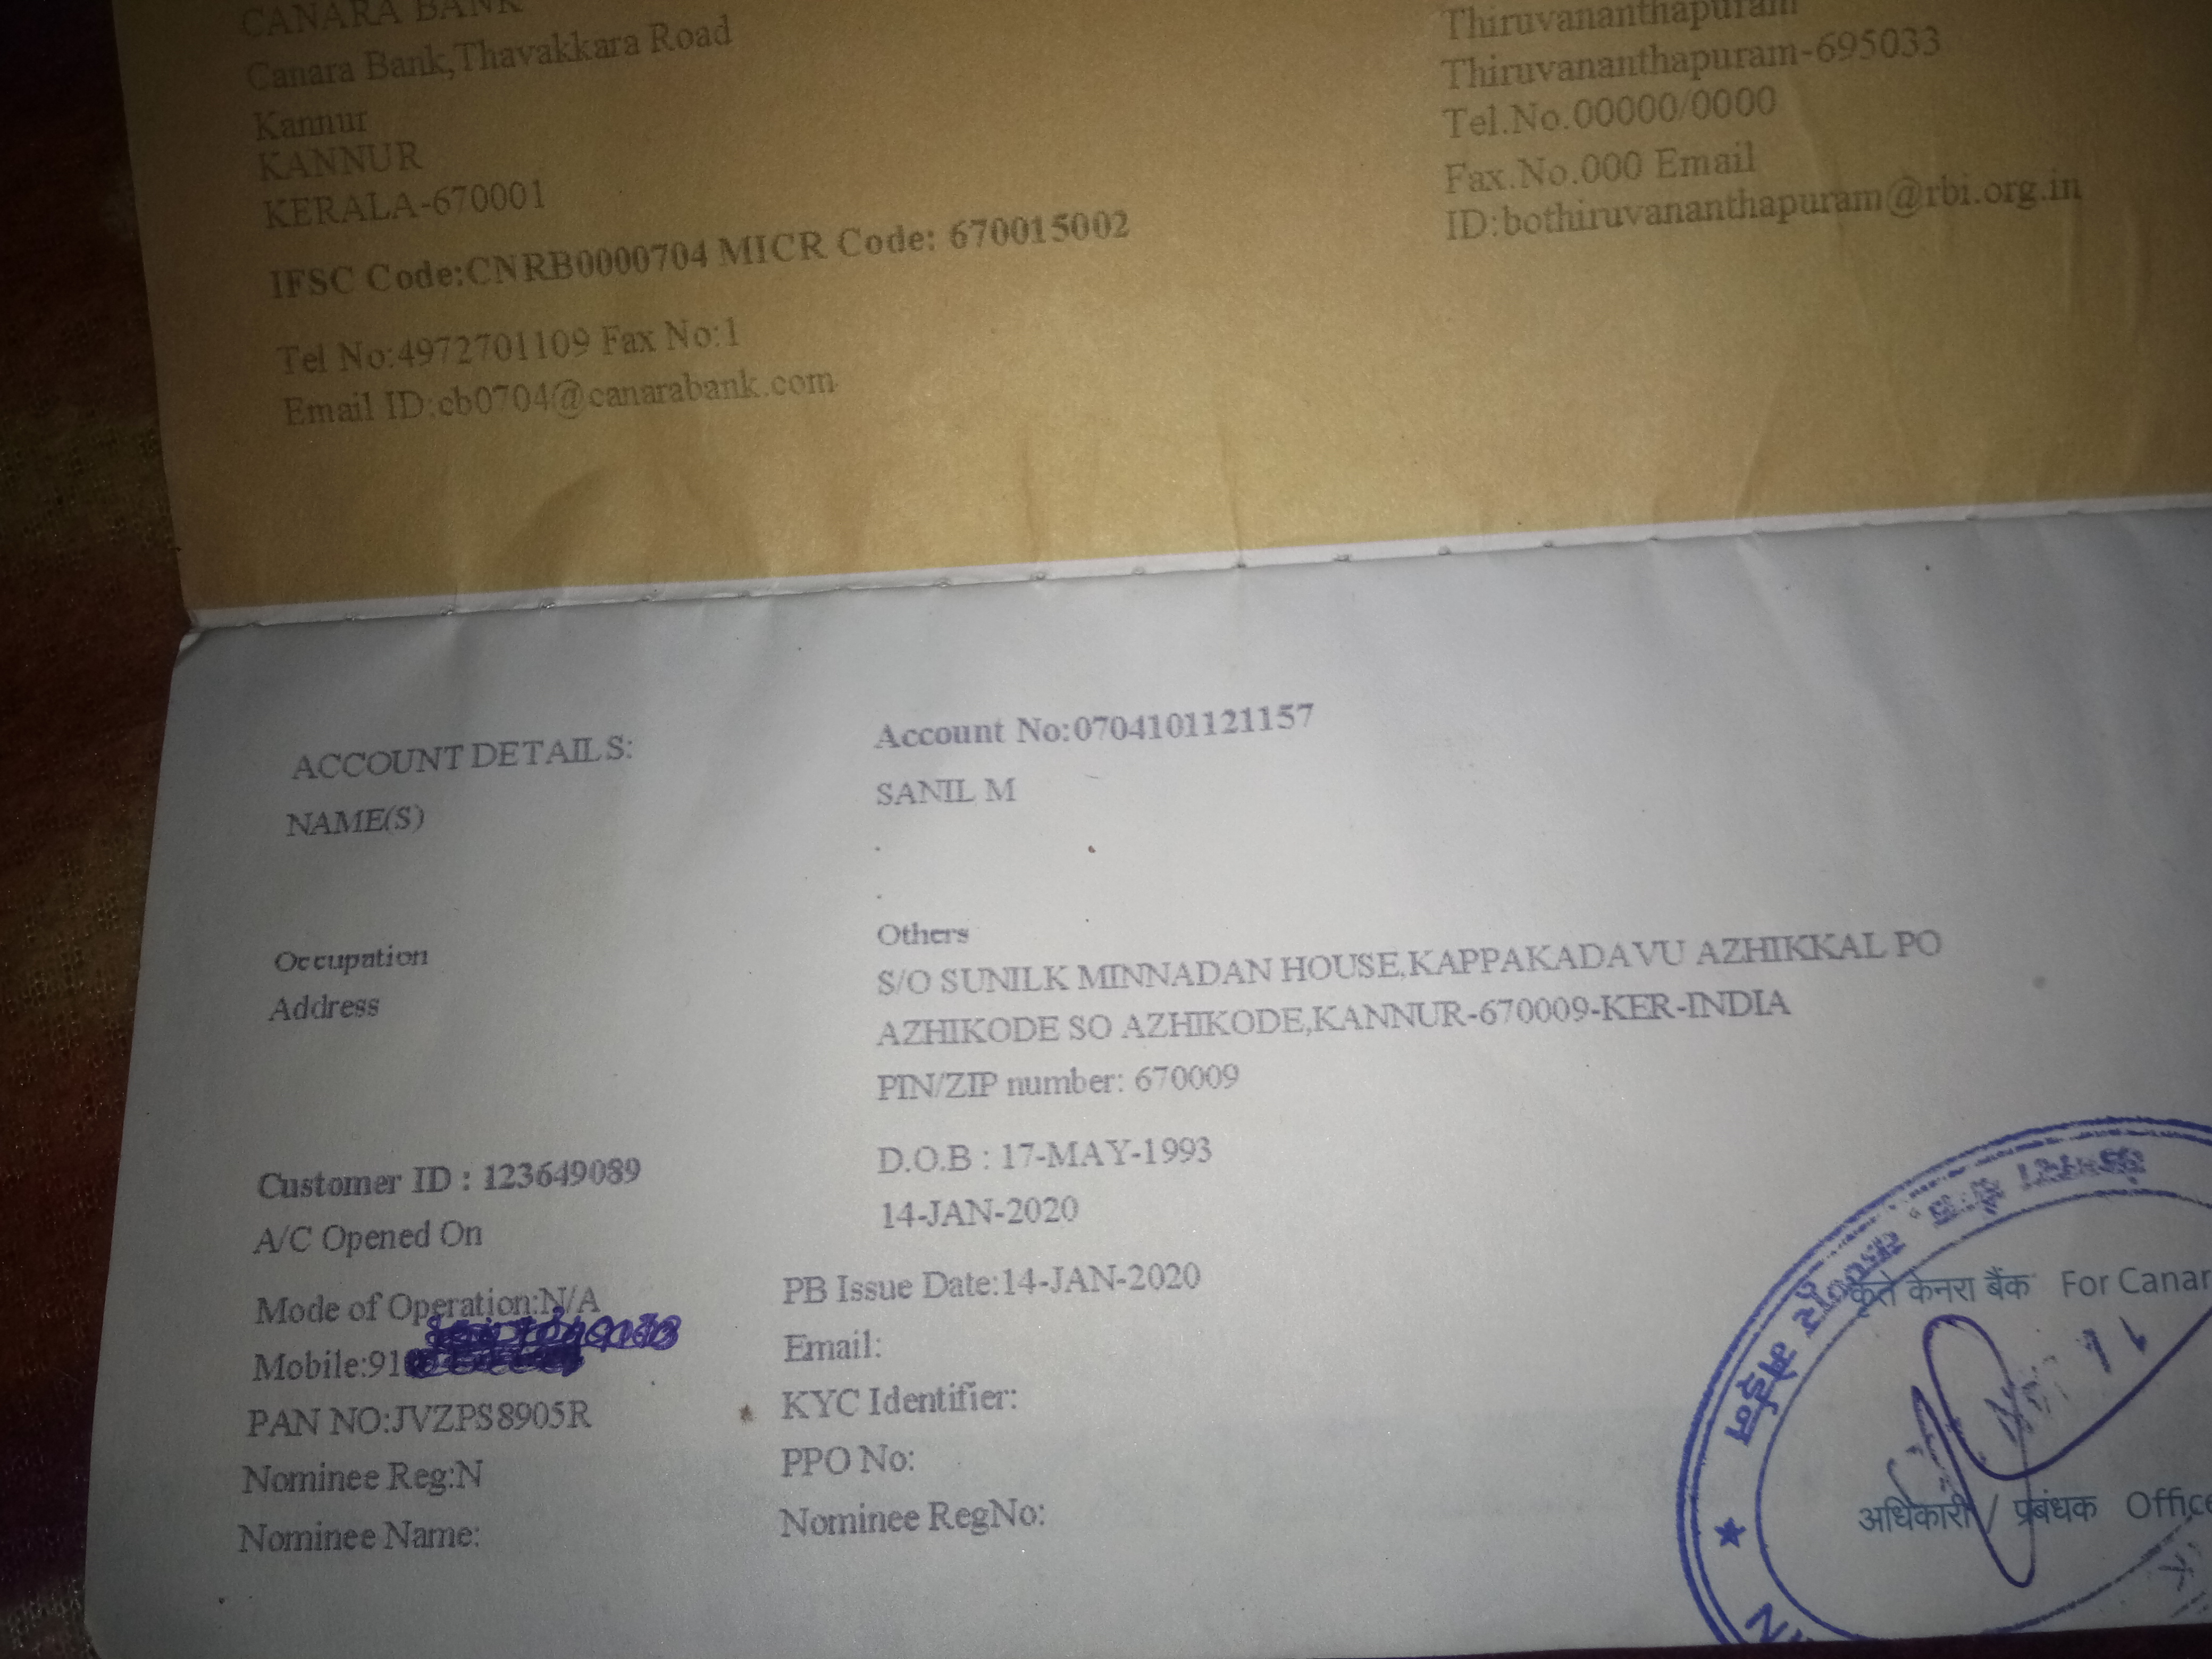 CANARA BANK
Canara Bank,Thavakkara Road
Kannur
KANNUR
KERALA-670001
IFSC Code:CNRB0000704 MICR Code: 670015002
Tel No:4972701109 Fax No:1
Email ID:cb0704@canarabank.com
Thiruvananthapuram
Thiruvananthapuram-695033
Tel.No.00000/0000
Fax.No.000 Email
ID:bothiruvananthapuram@rbi.org.in
ACCOUNT DETAILS:
Account No:0704101121157
NAME(S)
SANIL M
Occupation
Others
Address
S/O SUNILK MINNADAN HOUSE,KAPPAKADAVU AZHIKKAL PO
AZHIKODE SO AZHIKODE,KANNUR-670009-KER-INDIA
PIN/ZIP number: 670009
Customer ID : 123649089
D.O.B : 17-MAY-1993
A/C Opened On
14-JAN-2020
Mode of Operation:N/A
PB Issue Date:14-JAN-2020
Mobile:91
Email:
PAN NO:JVZPS8905R
KYC Identifier:
Nominee Reg:N
PPO No:
Nominee Name:
Nominee RegNo:
कृते केनरा बैंक For Canar
अधिकारी / प्रबंधक Office